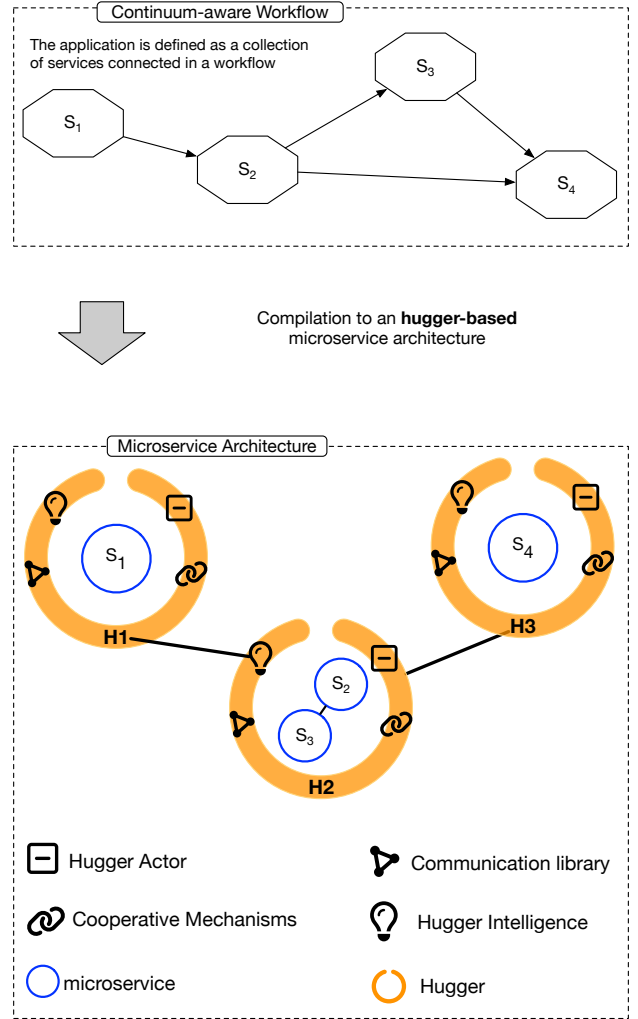 Continuum-aware Workflow
The application is defined as a collection
of services connected in a workflow
S1
S2
S3
S4
Compilation to an hugger-based
microservice architecture
Microservice Architecture
S1
H1
S4
H3
S2
S3
H2
Hugger Actor
Communication library
Cooperative Mechanisms
Hugger Intelligence
microservice
Hugger